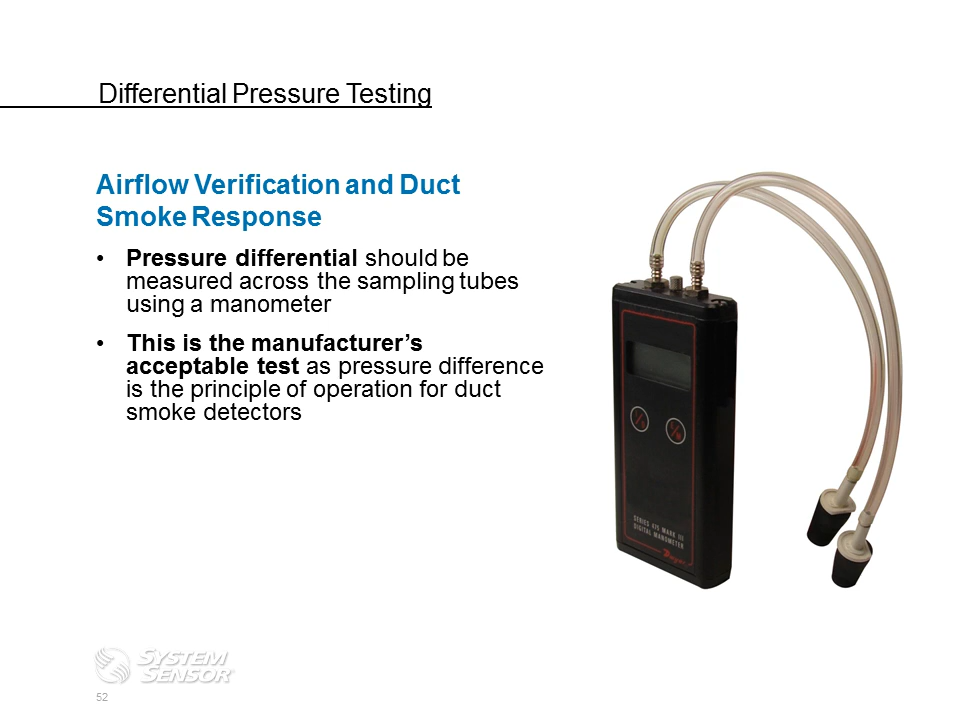 Differential Pressure Testing
Airflow Verification and Duct
Smoke Response
• Pressure differential should be
measured across the sampling tubes
using a manometer
• This is the manufacturer’s
acceptable test as pressure difference
is the principle of operation for duct
smoke detectors
SERIES 475 MARK III
DIGITAL MANOMETER
Dwyer
SYSTEM
SENSOR®
52